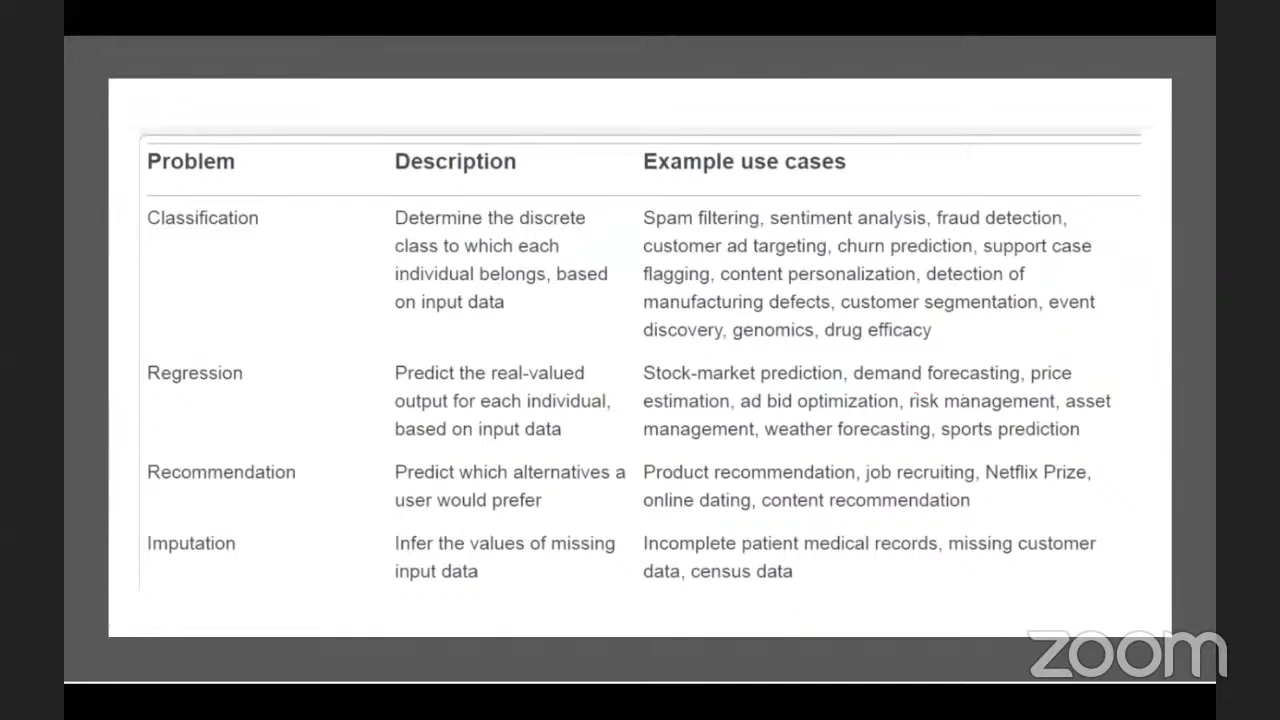 Problem Description Example use cases
Classification Determine the discrete Spam filtering, sentiment analysis, fraud detection,
class to which each customer ad targeting, churn prediction, support case
individual belongs, based flagging, content personalization, detection of
on input data manufacturing defects, customer segmentation, event
discovery, genomics, drug efficacy
Regression Predict the real-valued Stock-market prediction, demand forecasting, price
output for each individual, estimation, ad bid optimization, risk management, asset
based on input data management, weather forecasting, sports prediction
Recommendation Predict which alternatives a Product recommendation, job recruiting, Netflix Prize,
user would prefer online dating, content recommendation
Imputation Infer the values of missing Incomplete patient medical records, missing customer
input data data, census data
zoom